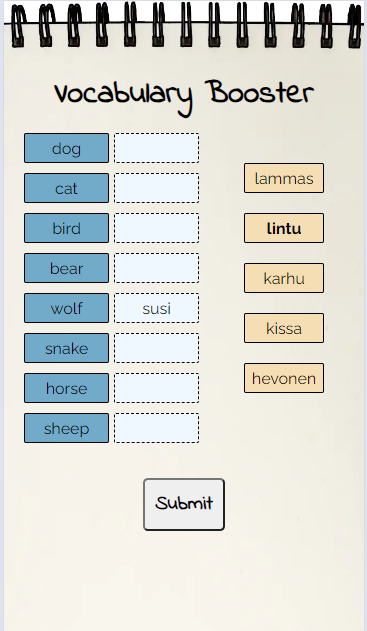 Vocabulary Booster
dog
cat
bird
bear
wolf susi
snake
horse
sheep
lammas
lintu
karhu
kissa
hevonen
Submit